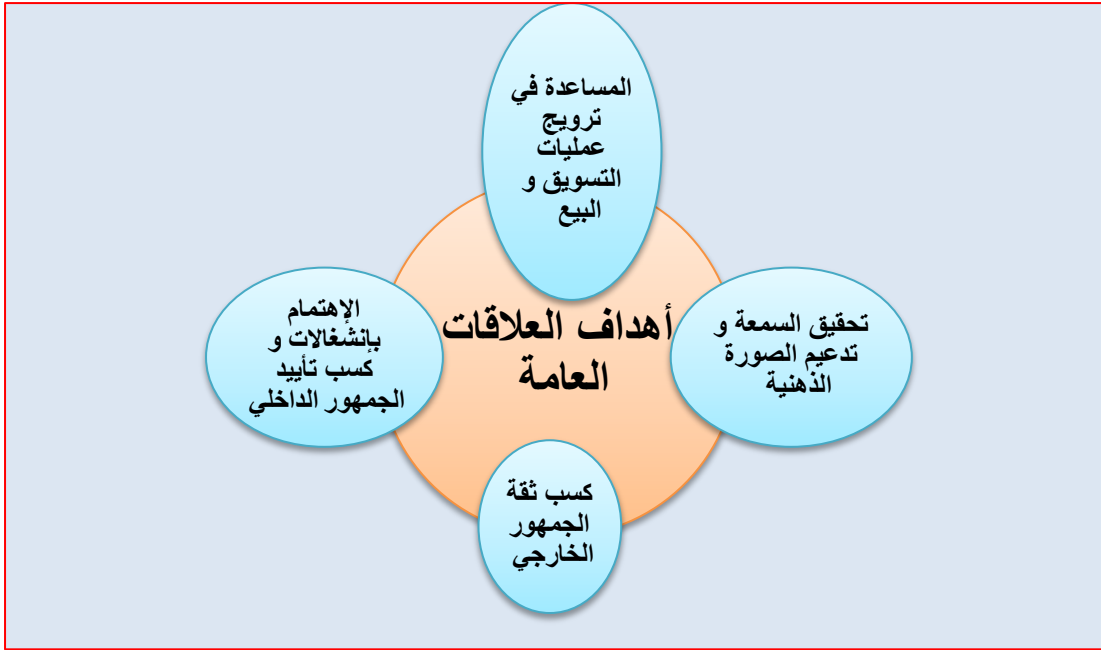 المساعدة في
ترويج
عمليات
التسويق و
البيع
أهداف العلاقات
العامة
تحقيق السمعة و
تدعيم الصورة
الذهنية
كسب ثقة
الجمهور
الخارجي
الإهتمام
بإنشغالات و
كسب تأييد
الجمهور الداخلي